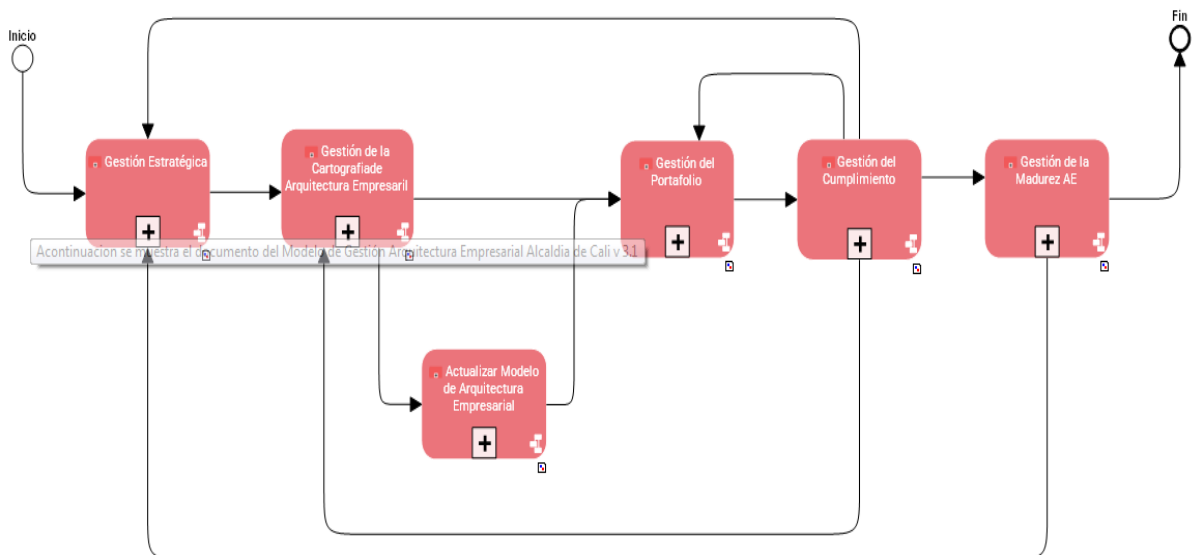 Inicio
Fin
Gestión Estratégica
Gestión de la
Cartografiade
Arquitectura Empresaril
Gestión del
Portafolio
Gestión del
Cumplimiento
Gestión de la
Madurez AE
Acontinuación se muestra el documento del Modelo de Gestión Arquitectura Empresarial Alcaldía de Cali v 3.1
Actualizar Modelo
de Arquitectura
Empresarial